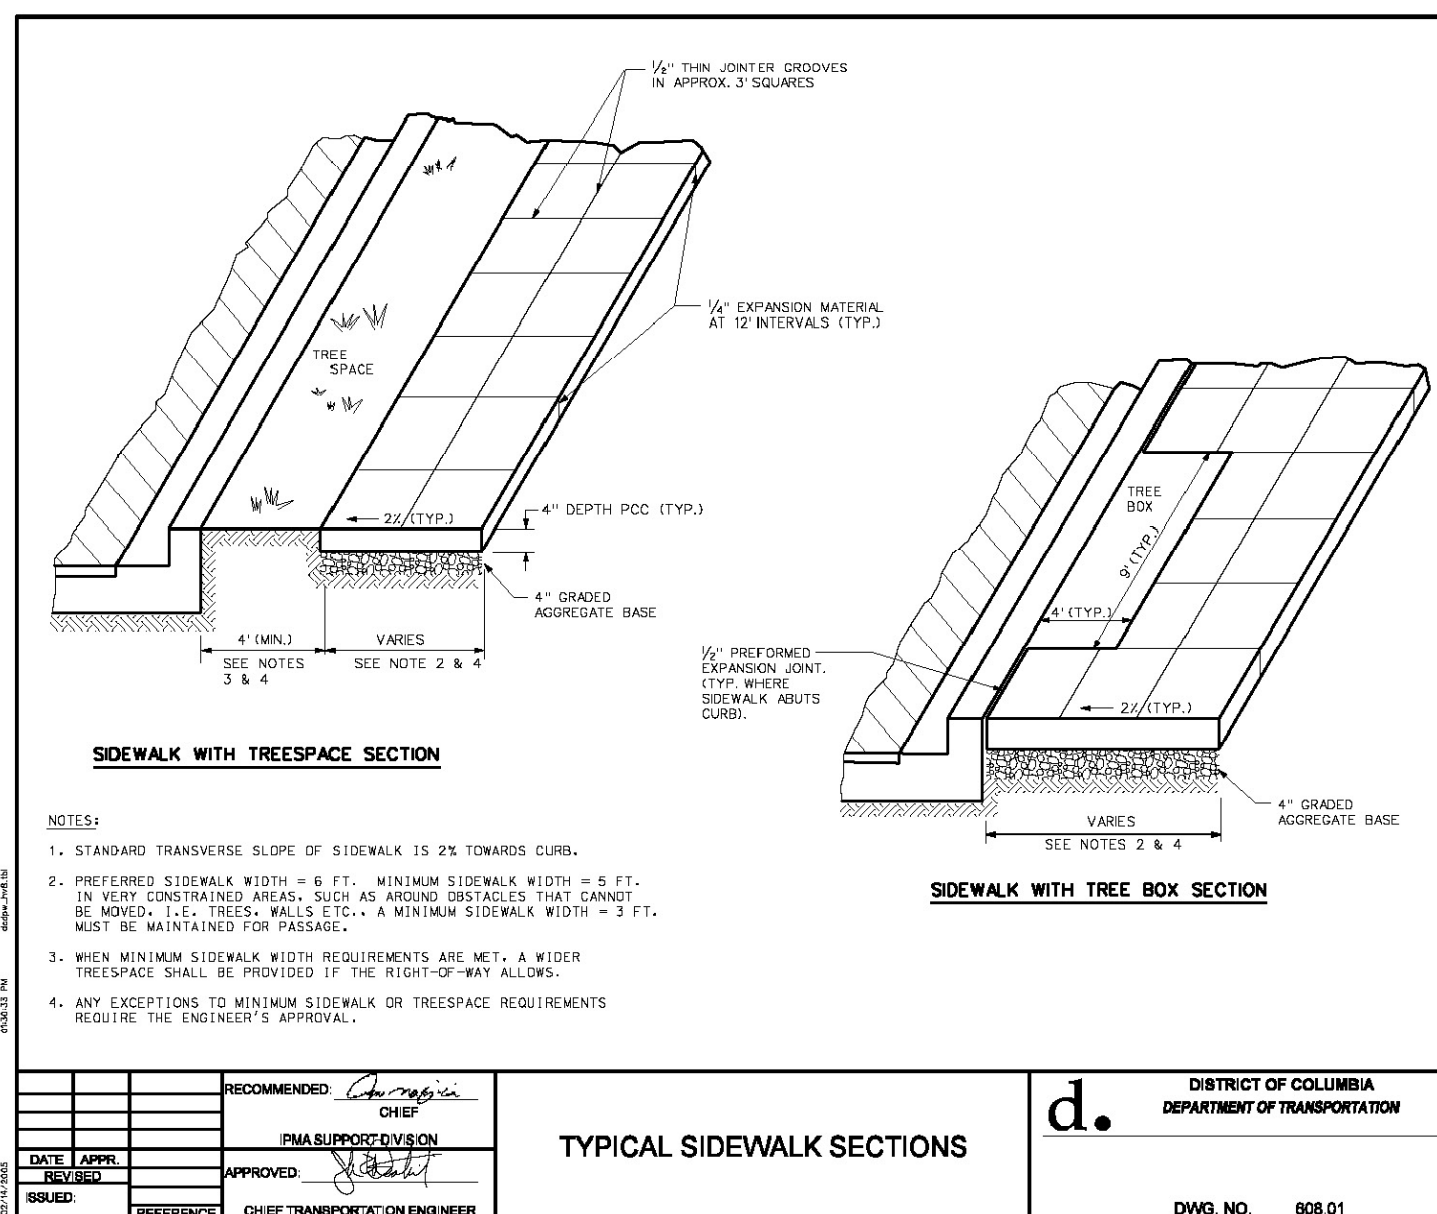 ½" THIN JOINTER GROOVES
IN APPROX. 3' SQUARES
¼" EXPANSION MATERIAL
AT 12' INTERVALS (TYP.)
TREE
SPACE
2% (TYP.)
4" DEPTH PCC (TYP.)
4" GRADED
AGGREGATE BASE
4' (MIN.)
SEE NOTES
3 & 4
VARIES
SEE NOTE 2 & 4
SIDEWALK WITH TREESPACE SECTION
TREE
BOX
9' (TYP.)
4' (TYP.)
½" PREFORMED
EXPANSION JOINT.
(TYP. WHERE
SIDEWALK ABUTS
CURB).
2% (TYP.)
4" GRADED
AGGREGATE BASE
VARIES
SEE NOTES 2 & 4
SIDEWALK WITH TREE BOX SECTION
NOTES:
1. STANDARD TRANSVERSE SLOPE OF SIDEWALK IS 2% TOWARDS CURB.
2. PREFERRED SIDEWALK WIDTH = 6 FT. MINIMUM SIDEWALK WIDTH = 5 FT.
IN VERY CONSTRAINED AREAS, SUCH AS AROUND OBSTACLES THAT CANNOT
BE MOVED, I.E. TREES, WALLS ETC., A MINIMUM SIDEWALK WIDTH = 3 FT.
MUST BE MAINTAINED FOR PASSAGE.
3. WHEN MINIMUM SIDEWALK WIDTH REQUIREMENTS ARE MET, A WIDER
TREESPACE SHALL BE PROVIDED IF THE RIGHT-OF-WAY ALLOWS.
4. ANY EXCEPTIONS TO MINIMUM SIDEWALK OR TREESPACE REQUIREMENTS
REQUIRE THE ENGINEER'S APPROVAL.
01:30:33 PM
02/14/2005
DATE APPR.
REVISED
ISSUED:
REFERENCE
RECOMMENDED:
CHIEF
IPMA SUPPORT DIVISION
APPROVED:
CHIEF TRANSPORTATION ENGINEER
TYPICAL SIDEWALK SECTIONS
d.
DISTRICT OF COLUMBIA
DEPARTMENT OF TRANSPORTATION
DWG. NO. 608.01